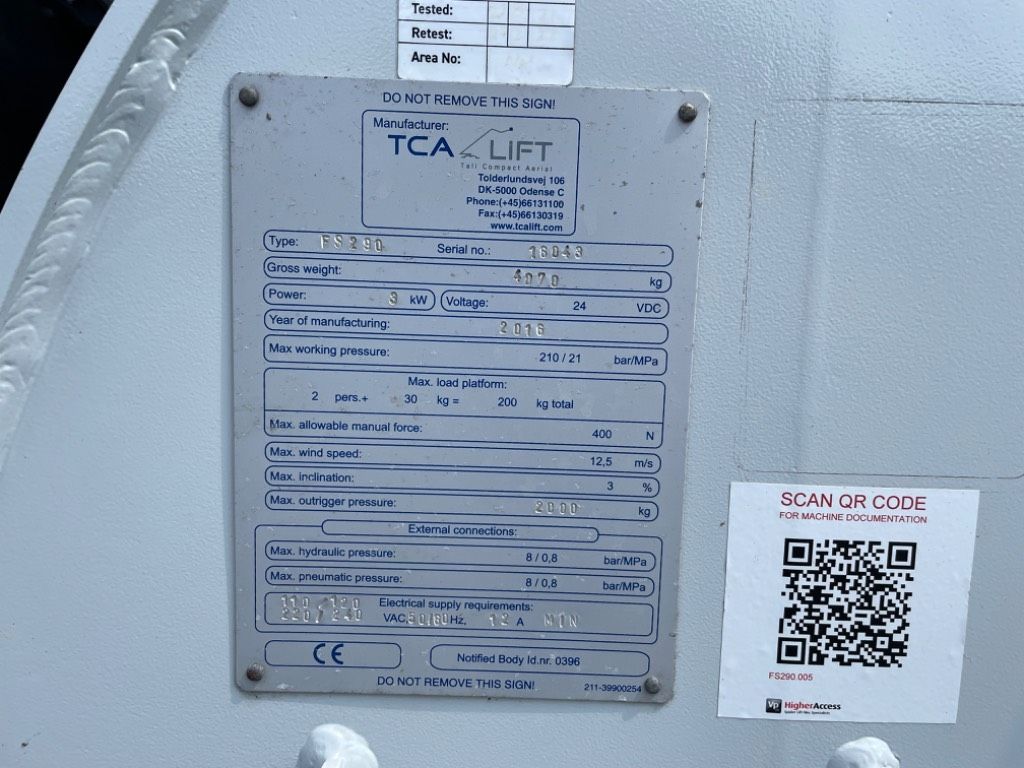 Tested:
Retest:
Area No:
DO NOT REMOVE THIS SIGN!
Manufacturer:
TCA LIFT
Tall Compact Aerial
Tolderlundsvej 106
DK-5000 Odense C
Phone:(+45)66131100
Fax:(+45)66130319
www.tcalift.com
Type: FS290 Serial no.: 16043
Gross weight: 4070 kg
Power: 3 kW Voltage: 24 VDC
Year of manufacturing: 2016
Max working pressure: 210 / 21 bar/MPa
Max. load platform:
2 pers.+ 30 kg = 200 kg total
Max. allowable manual force: 400 N
Max. wind speed: 12,5 m/s
Max. inclination: 3 %
Max. outrigger pressure: 2000 kg
External connections:
Max. hydraulic pressure: 8 / 0,8 bar/MPa
Max. pneumatic pressure: 8 / 0,8 bar/MPa
110/120 Electrical supply requirements:
220/240 VAC, 50/60 Hz, 12 A MIN
CE Notified Body Id.nr. 0396
DO NOT REMOVE THIS SIGN! 211-39900254
SCAN QR CODE
FOR MACHINE DOCUMENTATION
FS290.005
VP HigherAccess